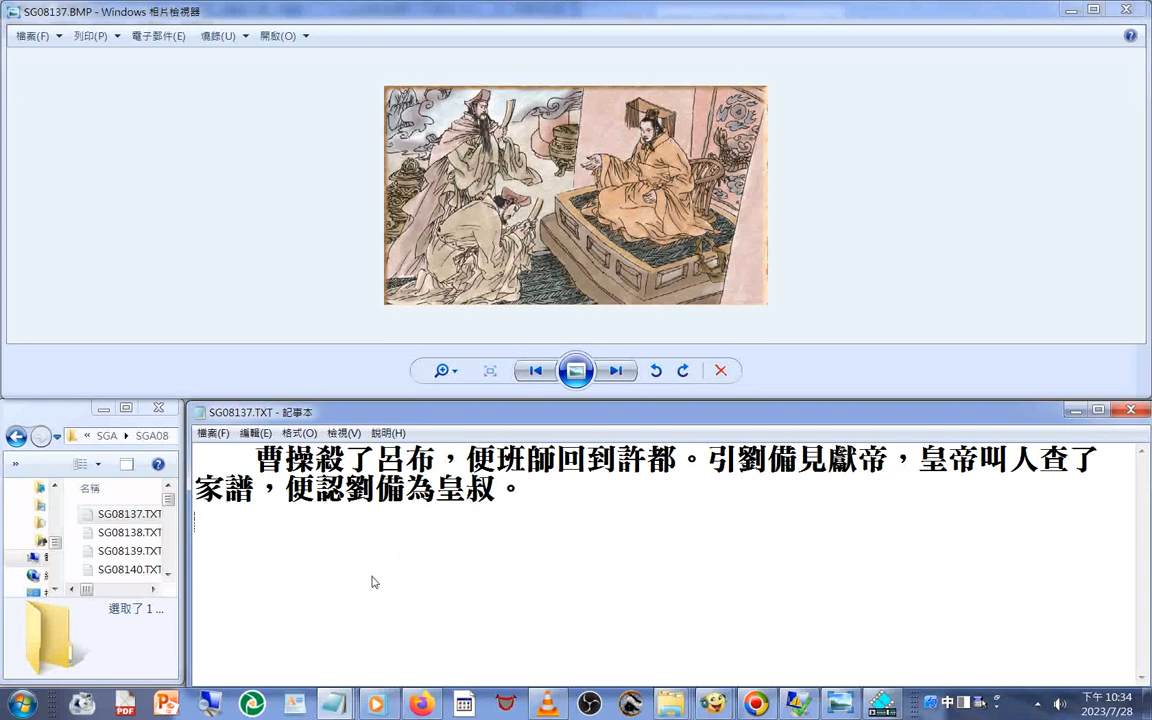 SG08137.BMP - Windows 相片檢視器
檔案(F) 列印(P) 電子郵件(E) 燒錄(U) 開啟(O)
SGA SGA08
名稱
SG08137.TXT
SG08138.TXT
SG08139.TXT
SG08140.TXT
選取了 1 ...
SG08137.TXT - 記事本
檔案(F) 編輯(E) 格式(O) 檢視(V) 說明(H)
曹操殺了呂布，便班師回到許都。引劉備見獻帝，皇帝叫人查了
家譜，便認劉備為皇叔。
PDF
中
下午 10:34
2023/7/28